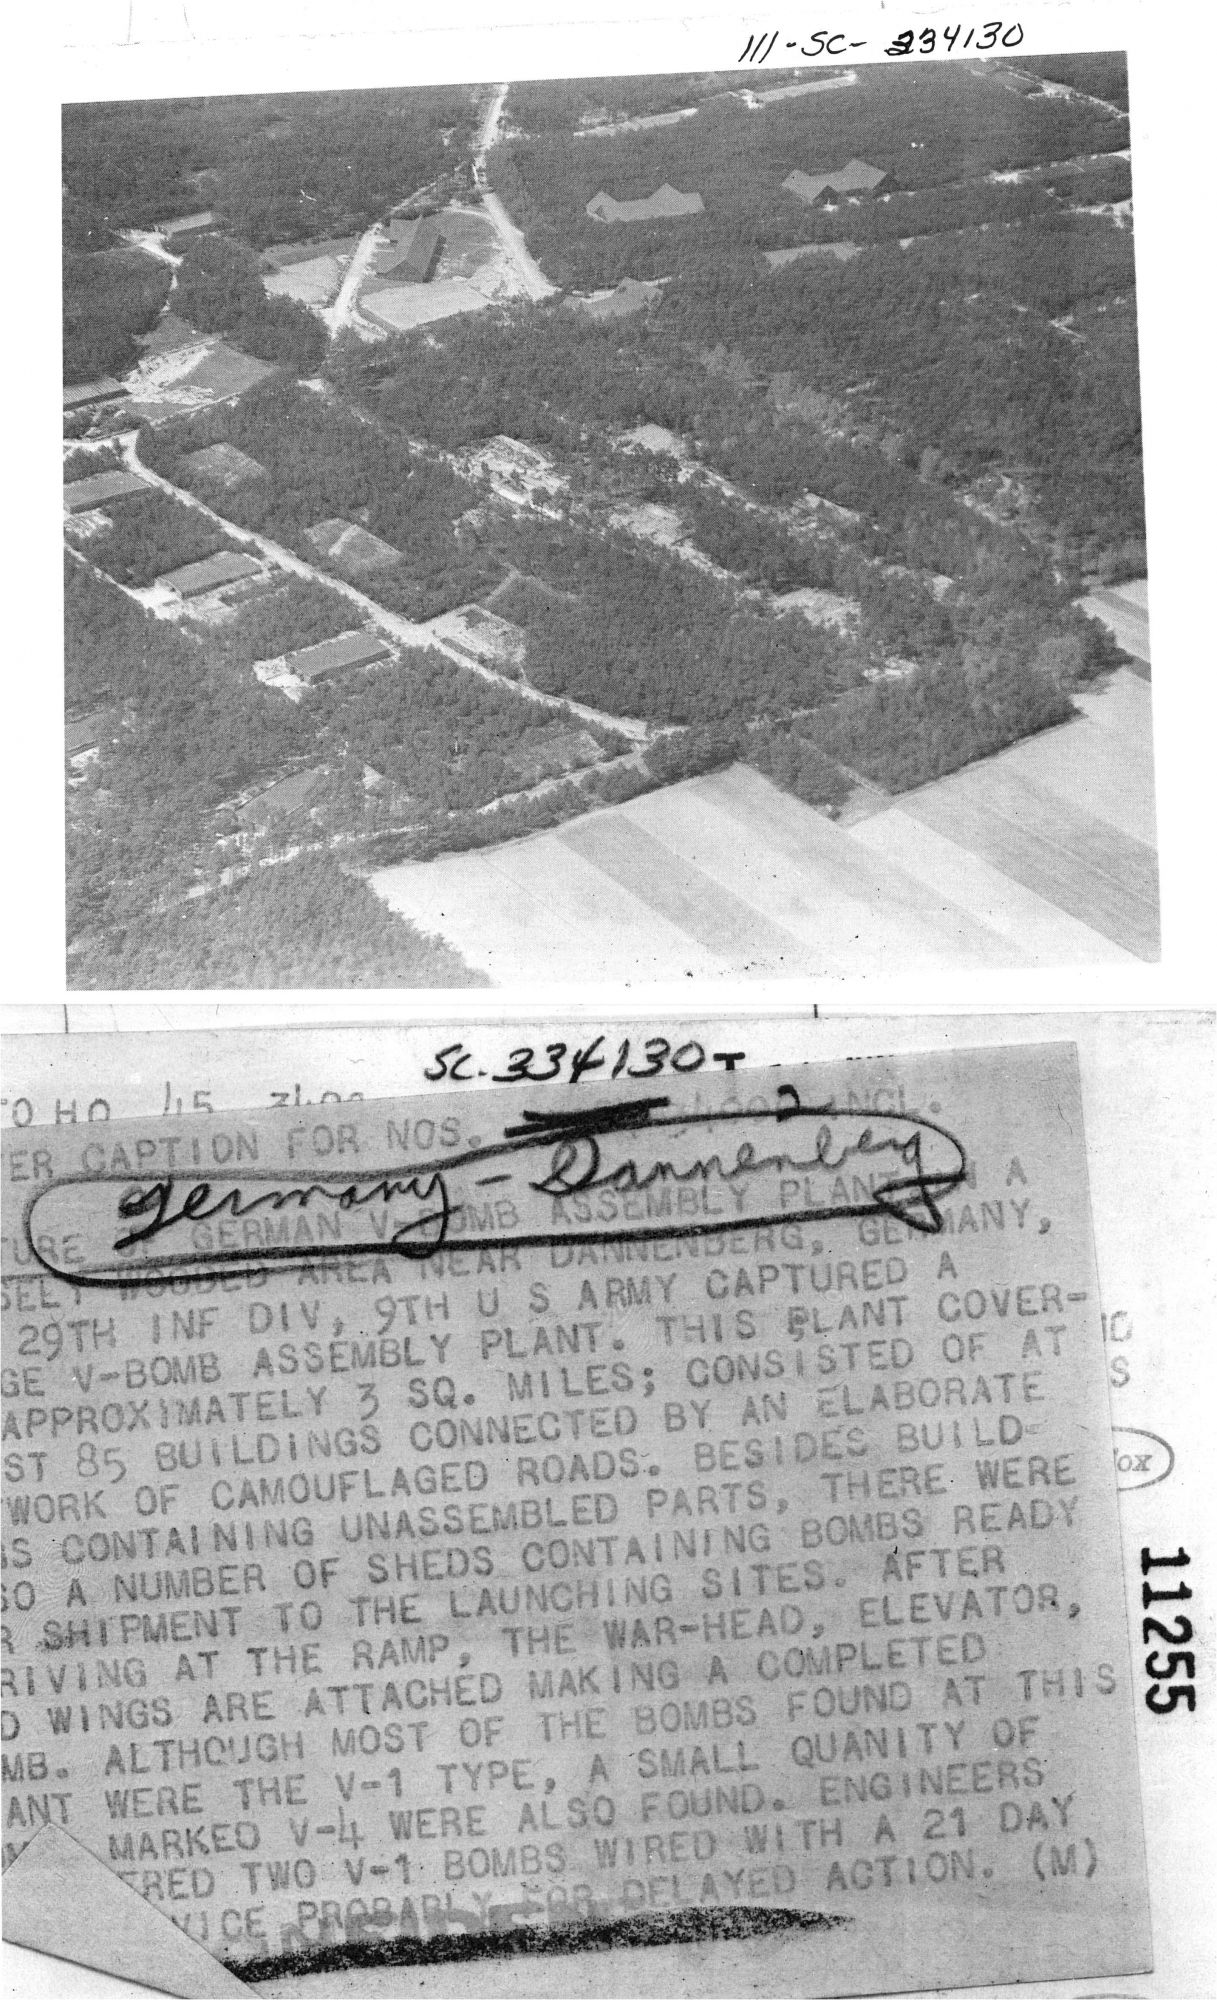 111-SC-334130
SC.334130
ER CAPTION FOR NOS. INCL.
Germany - Dannenberg
TURE OF GERMAN V-BOMB ASSEMBLY PLANT IN A
SELY WOODED AREA NEAR DANNENBERG, GERMANY,
29TH INF DIV, 9TH U S ARMY CAPTURED A
GE V-BOMB ASSEMBLY PLANT. THIS PLANT COVER-
APPROXIMATELY 3 SQ. MILES; CONSISTED OF AT
ST 85 BUILDINGS CONNECTED BY AN ELABORATE
WORK OF CAMOUFLAGED ROADS. BESIDES BUILD-
GS CONTAINING UNASSEMBLED PARTS, THERE WERE
SO A NUMBER OF SHEDS CONTAINING BOMBS READY
R SHIPMENT TO THE LAUNCHING SITES. AFTER
RIVING AT THE RAMP, THE WAR-HEAD, ELEVATOR,
D WINGS ARE ATTACHED MAKING A COMPLETED
MB. ALTHOUGH MOST OF THE BOMBS FOUND AT THIS
ANT WERE THE V-1 TYPE, A SMALL QUANITY OF
MARKED V-4 WERE ALSO FOUND. ENGINEERS
ERED TWO V-1 BOMBS WIRED WITH A 21 DAY
VICE PROBABLY FOR DELAYED ACTION. (M)
ox
11255